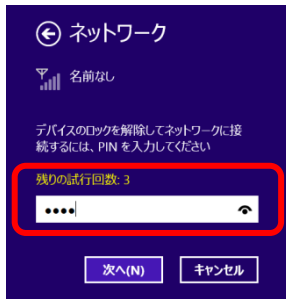 ネットワーク
名前なし
デバイスのロックを解除してネットワークに接
続するには、PIN を入力してください
残りの試行回数: 3
••••
次へ(N)
キャンセル